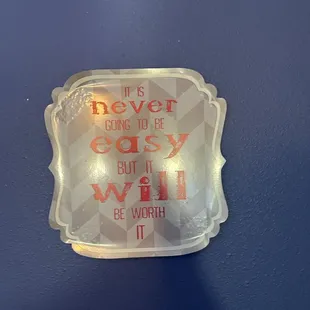 IT IS
never
GOING TO BE
easy
BUT IT
will
BE WORTH
IT